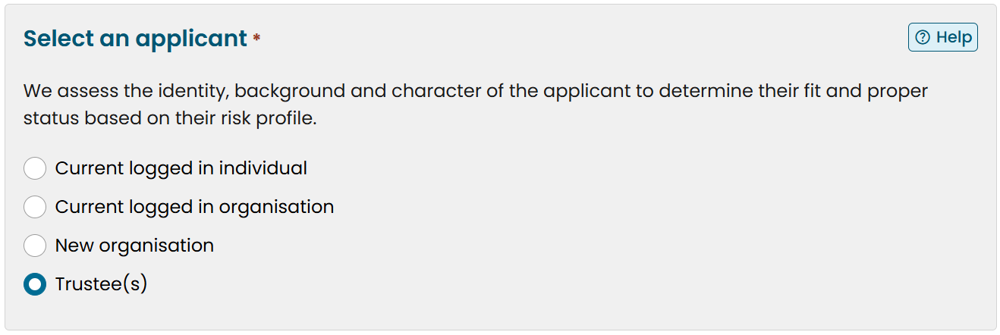 Select an applicant *
Help
We assess the identity, background and character of the applicant to determine their fit and proper
status based on their risk profile.
Current logged in individual
Current logged in organisation
New organisation
Trustee(s)